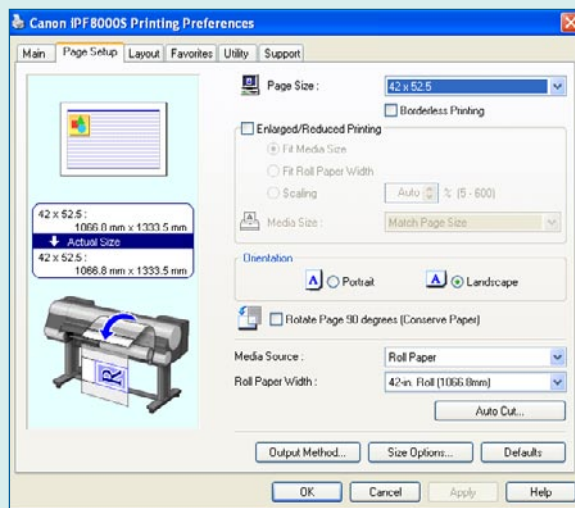 Canon iPF8000S Printing Preferences
Main Page Setup Layout Favorites Utility Support
Page Size : 42 x 52.5
Borderless Printing
Enlarged/Reduced Printing
Fit Media Size
Fit Roll Paper Width
Scaling Auto % (5 - 600)
Media Size : Match Page Size
42 x 52.5 :
1066.8 mm x 1333.5 mm
Actual Size
42 x 52.5 :
1066.8 mm x 1333.5 mm
Orientation
A Portrait A Landscape
Rotate Page 90 degrees (Conserve Paper)
R
Media Source : Roll Paper
Roll Paper Width : 42-in. Roll (1066.8mm)
Auto Cut...
Output Method... Size Options... Defaults
OK Cancel Apply Help